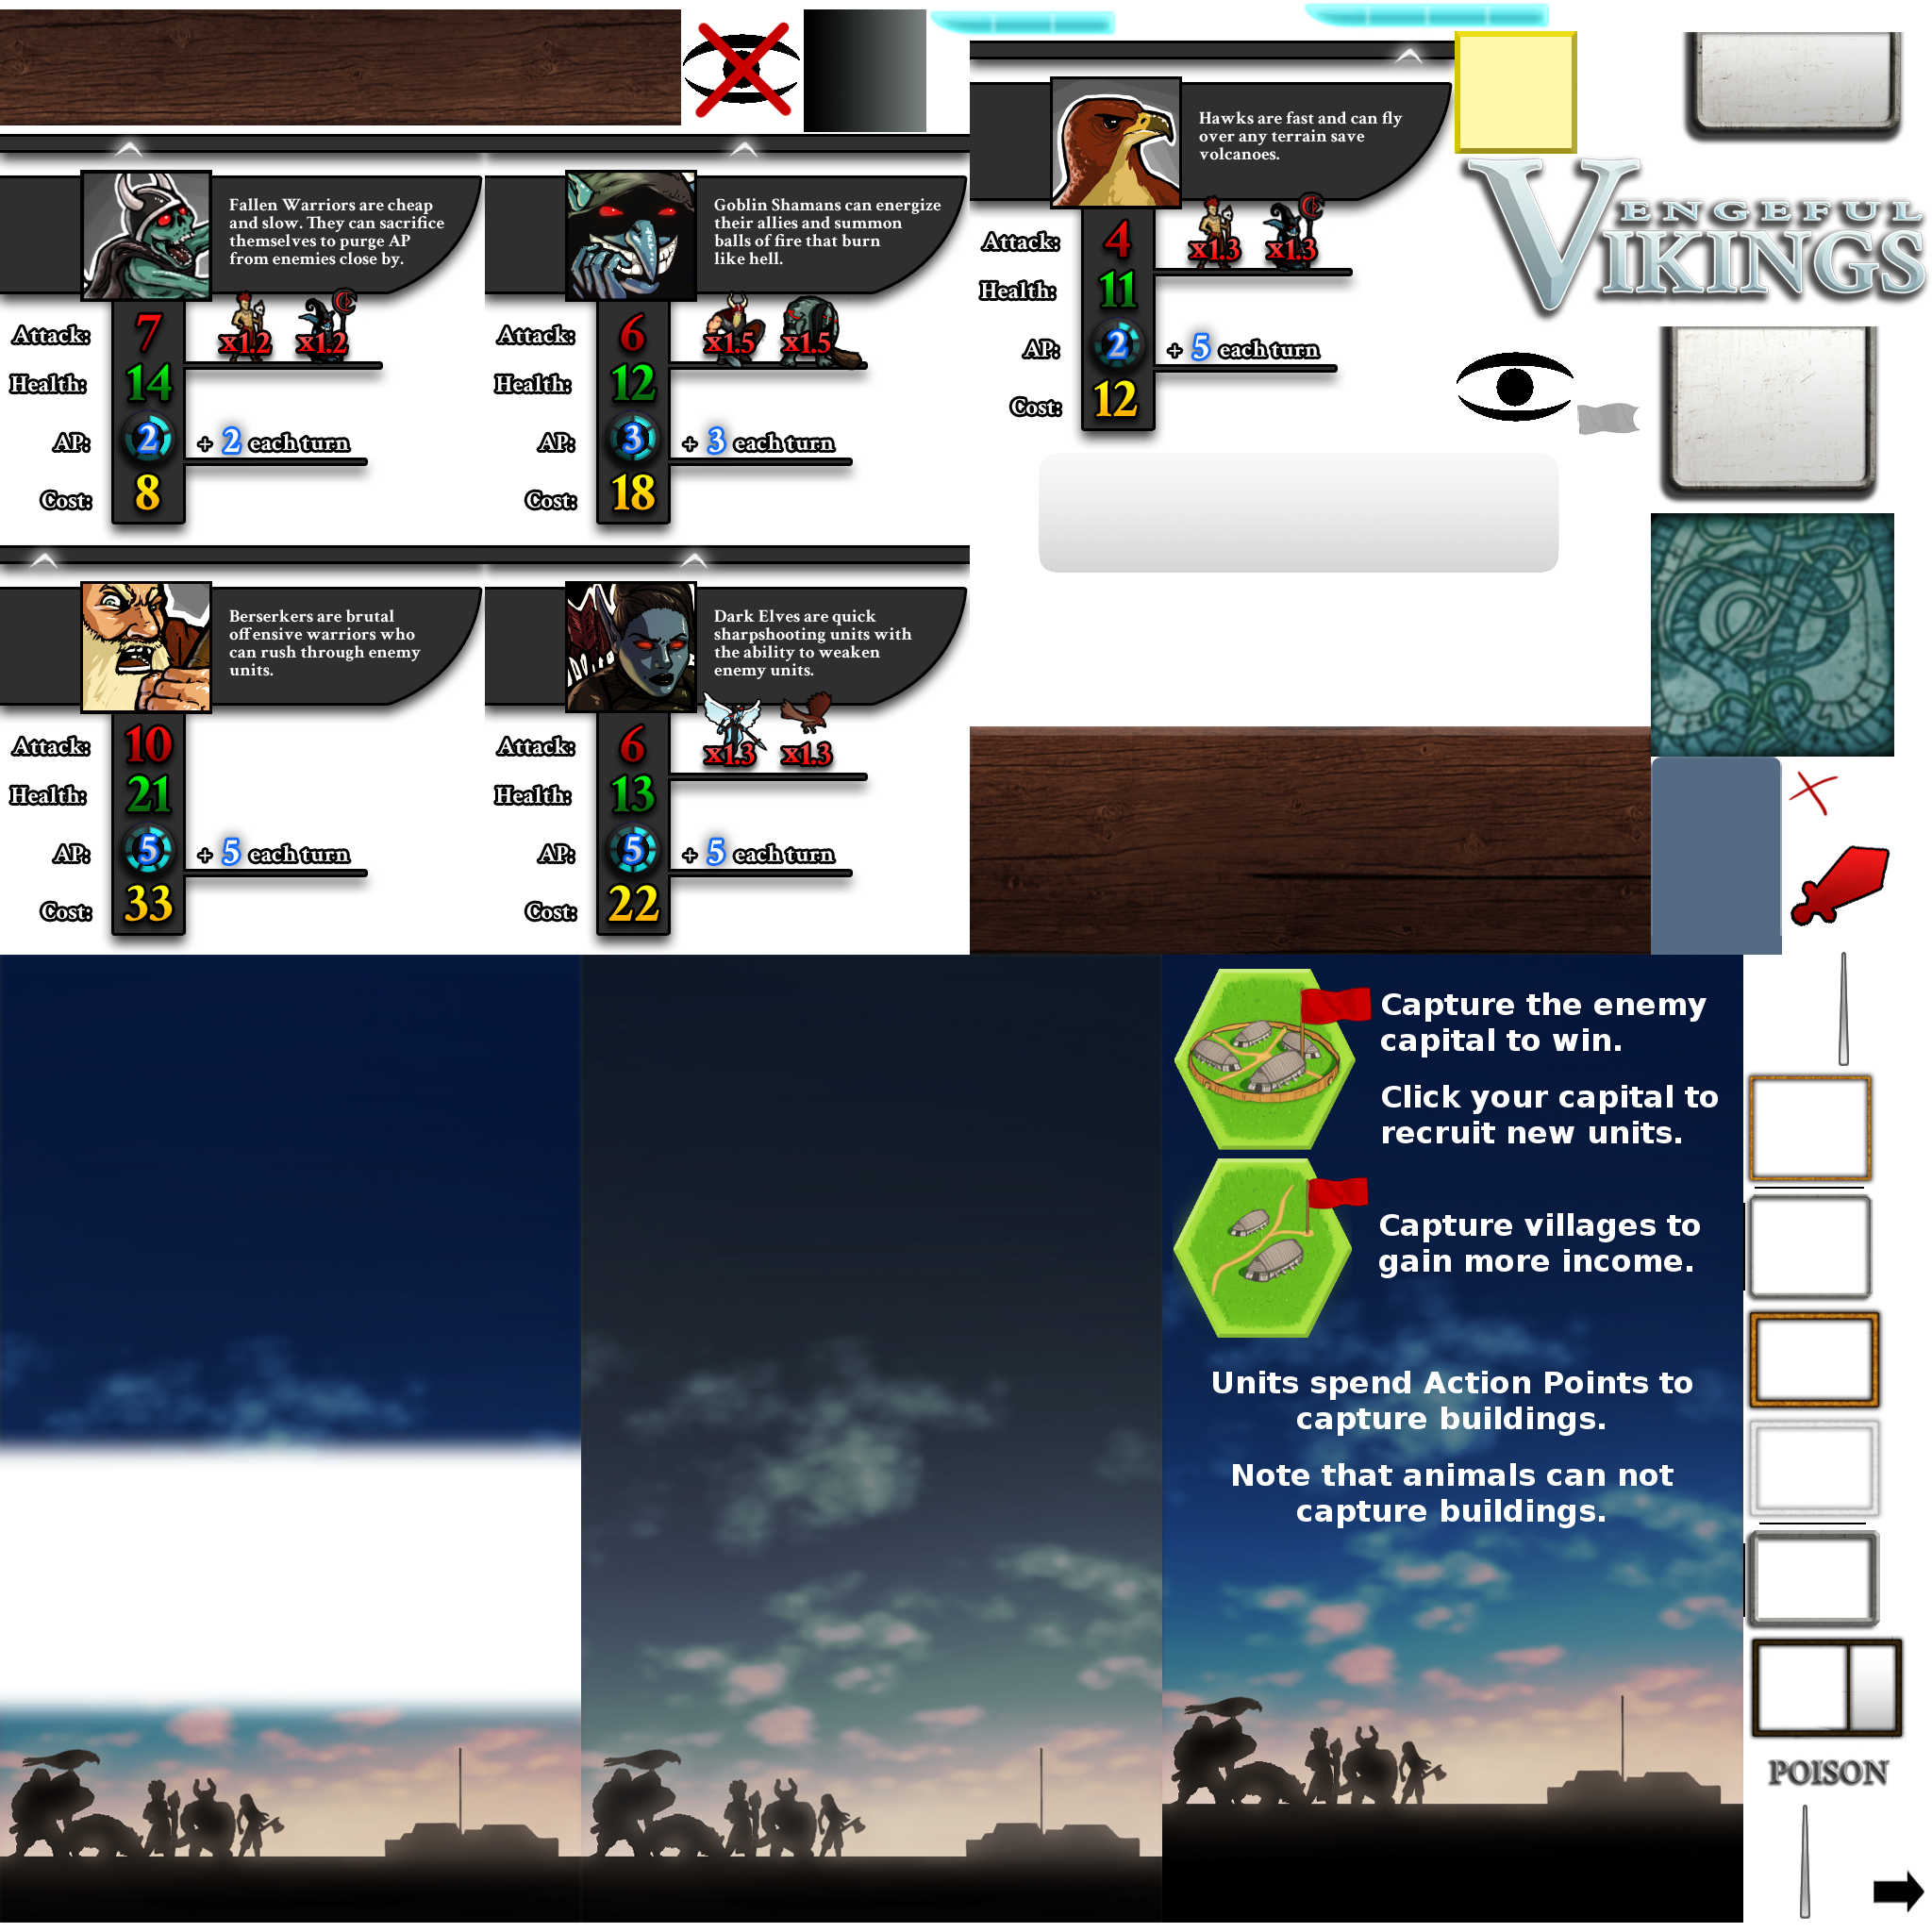 Fallen Warriors are cheap
and slow. They can sacrifice
themselves to purge AP
from enemies close by.
Attack: 7 x1.2 x1.2
Health: 14
AP: 2 + 2 each turn
Cost: 8
Goblin Shamans can energize
their allies and summon
balls of fire that burn
like hell.
Attack: 6 x1.5 x1.5
Health: 12
AP: 3 + 3 each turn
Cost: 18
Hawks are fast and can fly
over any terrain save
volcanoes.
Attack: 4 x1.3 x1.3
Health: 11
AP: 2 + 5 each turn
Cost: 12
VENGEFUL
VIKINGS
Berserkers are brutal
offensive warriors who
can rush through enemy
units.
Attack: 10
Health: 21
AP: 5 + 5 each turn
Cost: 33
Dark Elves are quick
sharpshooting units with
the ability to weaken
enemy units.
Attack: 6 x1.3 x1.3
Health: 13
AP: 5 + 5 each turn
Cost: 22
Capture the enemy
capital to win.
Click your capital to
recruit new units.
Capture villages to
gain more income.
Units spend Action Points to
capture buildings.
Note that animals can not
capture buildings.
POISON